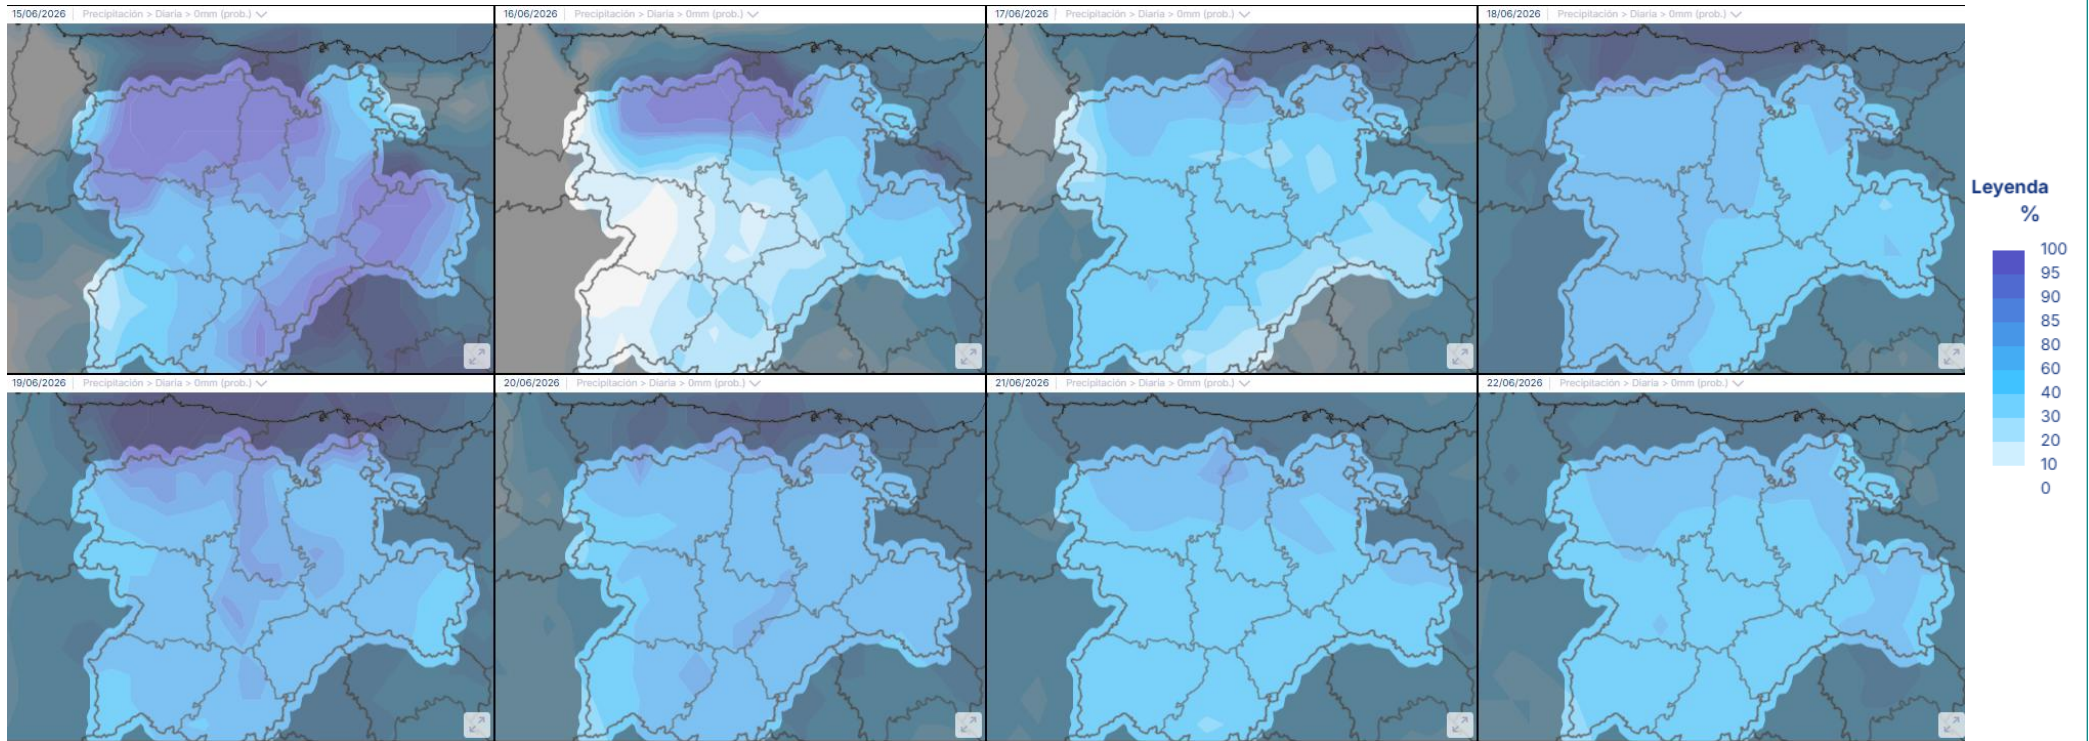 15/06/2026 Precipitación > Diaria > 0mm (prob.)
16/06/2026 Precipitación > Diaria > 0mm (prob.)
17/06/2026 Precipitación > Diaria > 0mm (prob.)
18/06/2026 Precipitación > Diaria > 0mm (prob.)
19/06/2026 Precipitación > Diaria > 0mm (prob.)
20/06/2026 Precipitación > Diaria > 0mm (prob.)
21/06/2026 Precipitación > Diaria > 0mm (prob.)
22/06/2026 Precipitación > Diaria > 0mm (prob.)
Leyenda
%
100
95
90
85
80
60
40
30
20
10
0